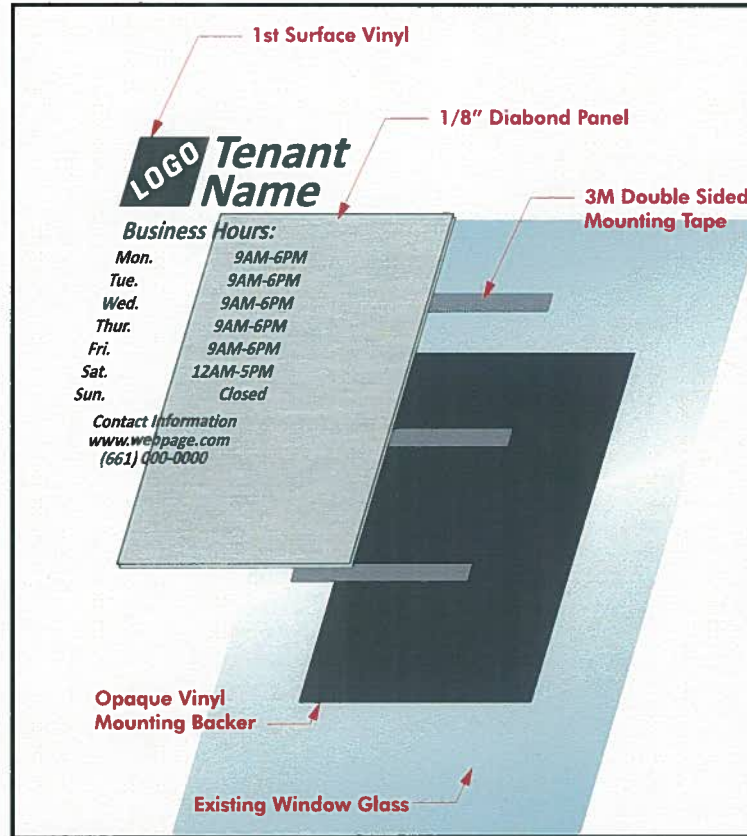 1st Surface Vinyl
1/8" Diabond Panel
LOGO
Tenant
Name
3M Double Sided
Mounting Tape
Business Hours:
Mon. 9AM-6PM
Tue. 9AM-6PM
Wed. 9AM-6PM
Thur. 9AM-6PM
Fri. 9AM-6PM
Sat. 12AM-5PM
Sun. Closed
Contact Information
www.webpage.com
(661) 000-0000
Opaque Vinyl
Mounting Backer
Existing Window Glass